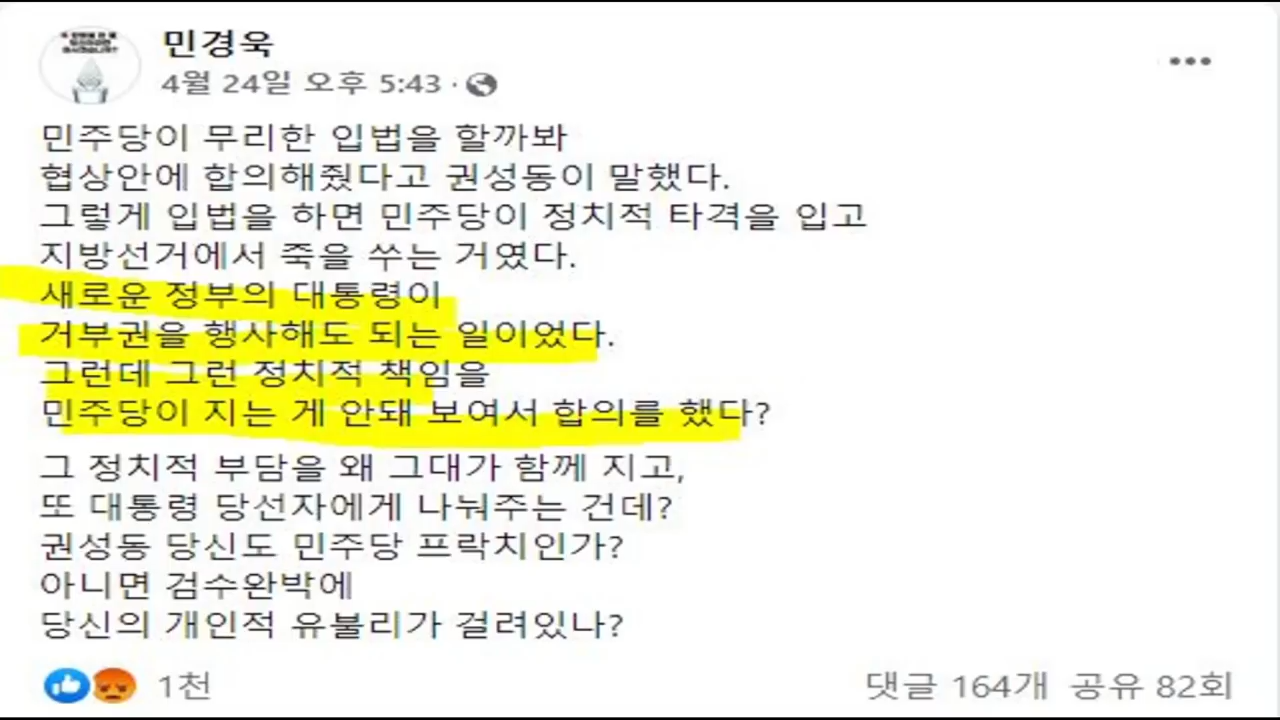 민경욱
4월 24일 오후 5:43 ·
민주당이 무리한 입법을 할까봐
협상안에 합의해줬다고 권성동이 말했다.
그렇게 입법을 하면 민주당이 정치적 타격을 입고
지방선거에서 죽을 쑤는 거였다.
새로운 정부의 대통령이
거부권을 행사해도 되는 일이었다.
그런데 그런 정치적 책임을
민주당이 지는 게 안돼 보여서 합의를 했다?
그 정치적 부담을 왜 그대가 함께 지고,
또 대통령 당선자에게 나눠주는 건데?
권성동 당신도 민주당 프락치인가?
아니면 검수완박에
당신의 개인적 유불리가 걸려있나?
1천
댓글 164개 공유 82회